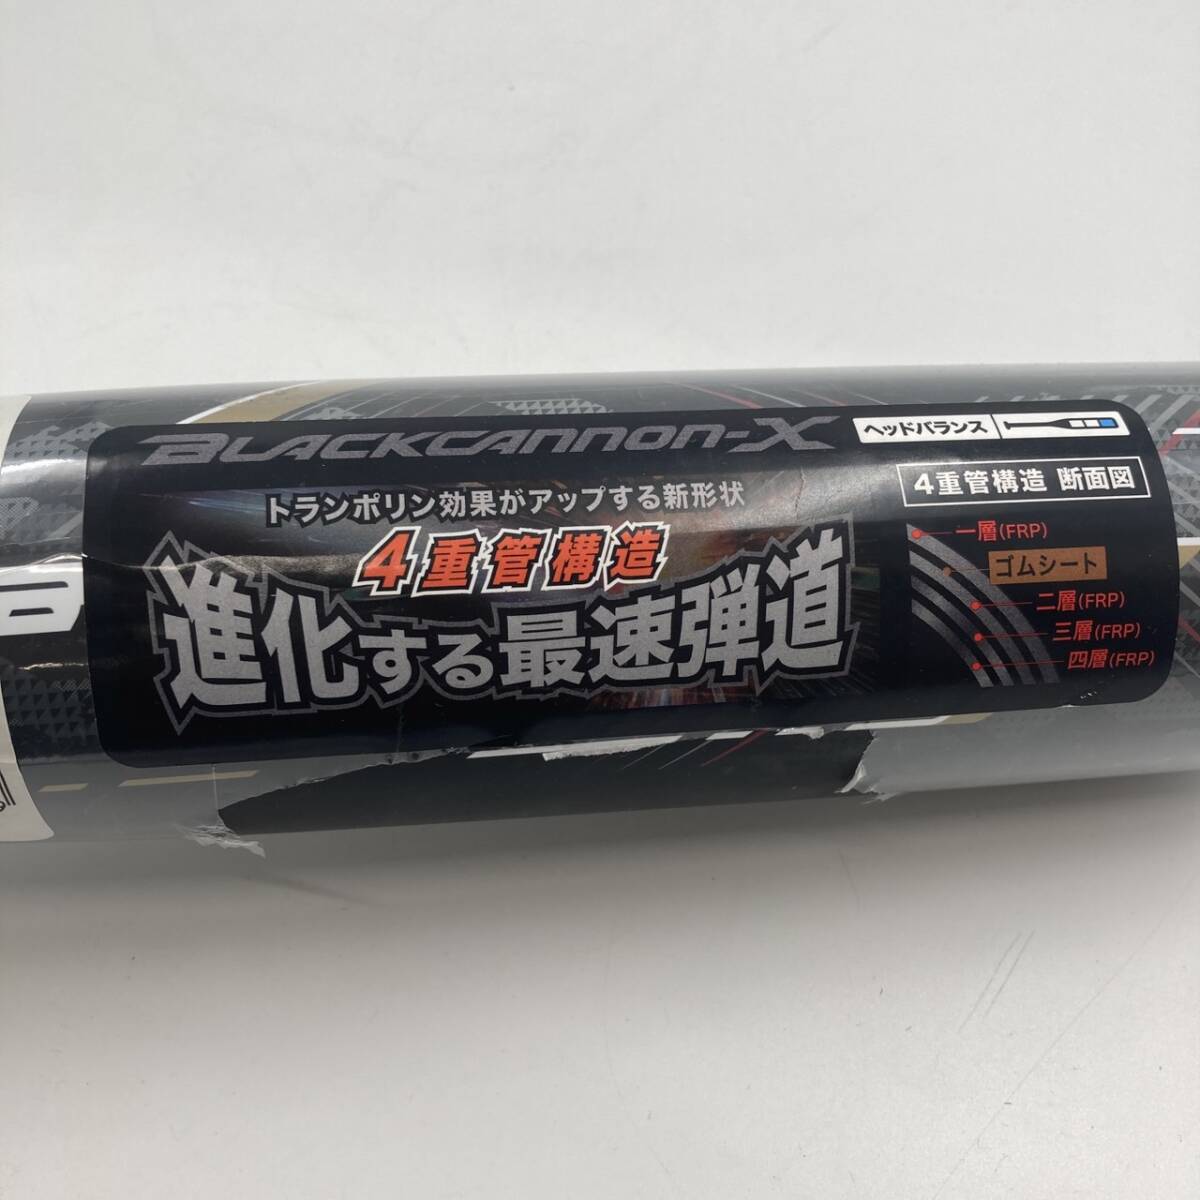 BLACKCANNON-X
ヘッドバランス
トランポリン効果がアップする新形状
4重管構造
進化する最速弾道
4重管構造 断面図
一層(FRP)
ゴムシート
二層(FRP)
三層(FRP)
四層(FRP)